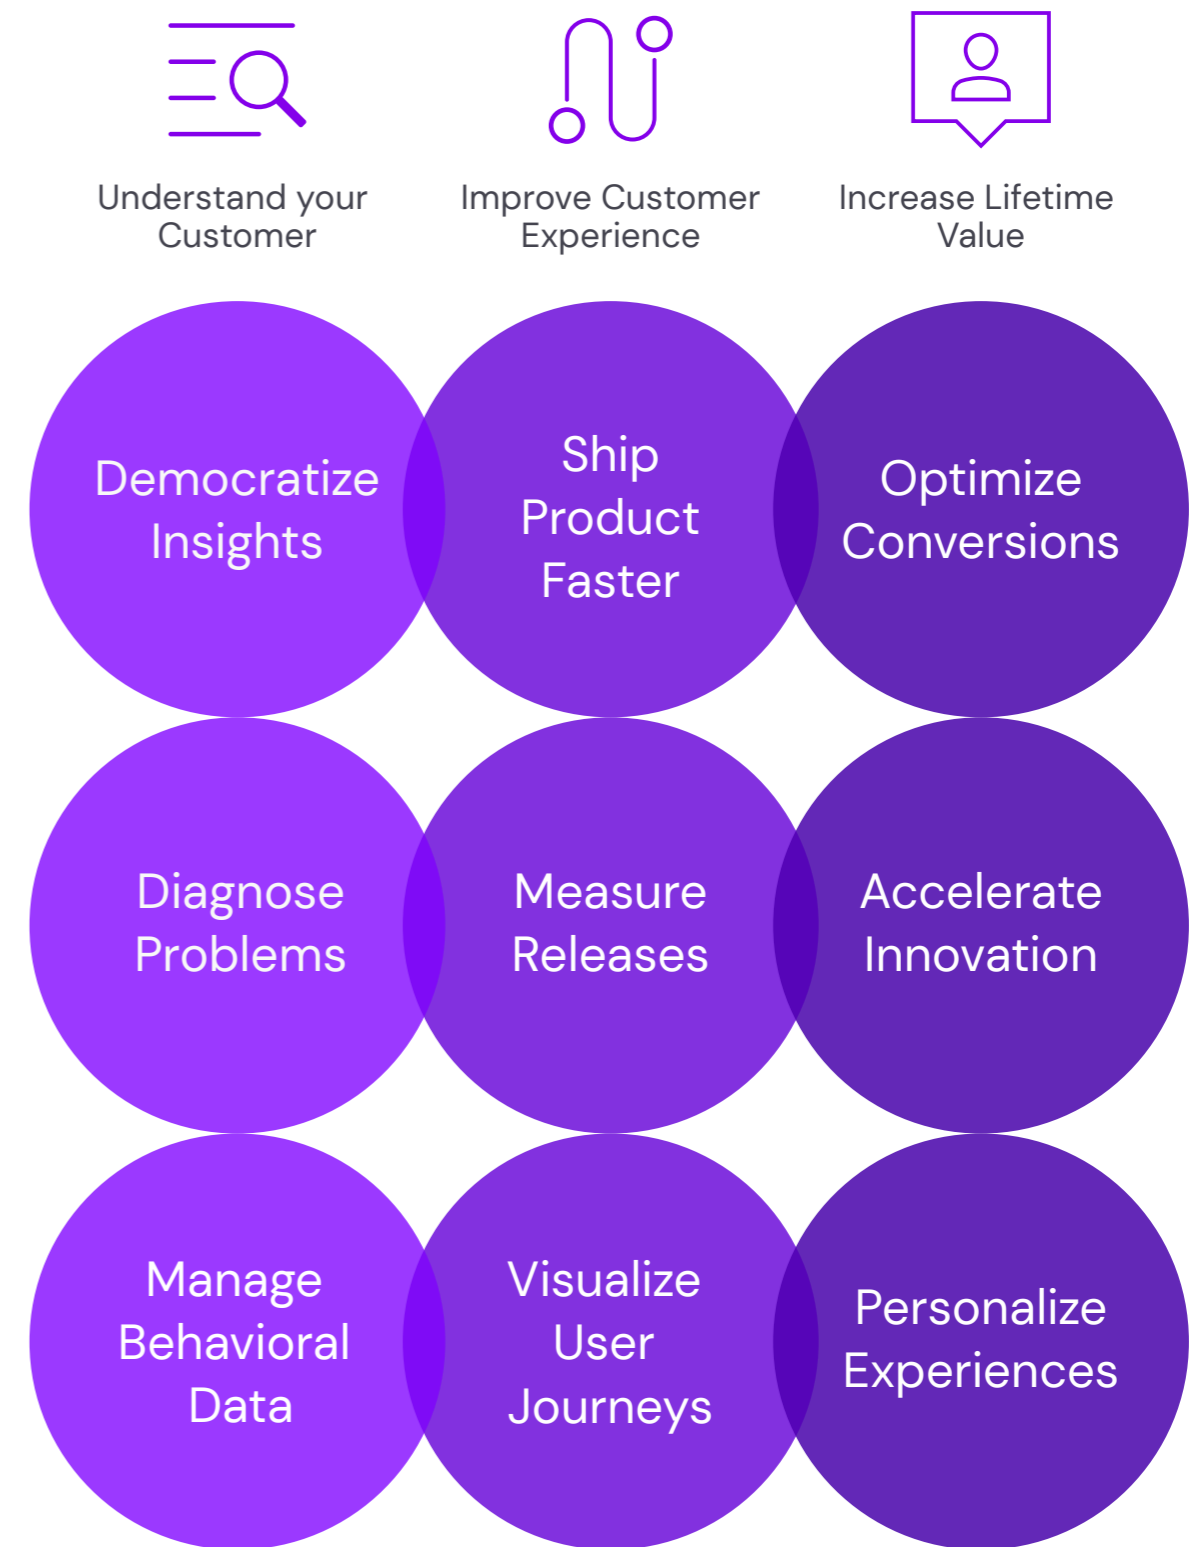 Understand your
Customer
Improve Customer
Experience
Increase Lifetime
Value
Democratize
Insights
Ship
Product
Faster
Optimize
Conversions
Diagnose
Problems
Measure
Releases
Accelerate
Innovation
Manage
Behavioral
Data
Visualize
User
Journeys
Personalize
Experiences